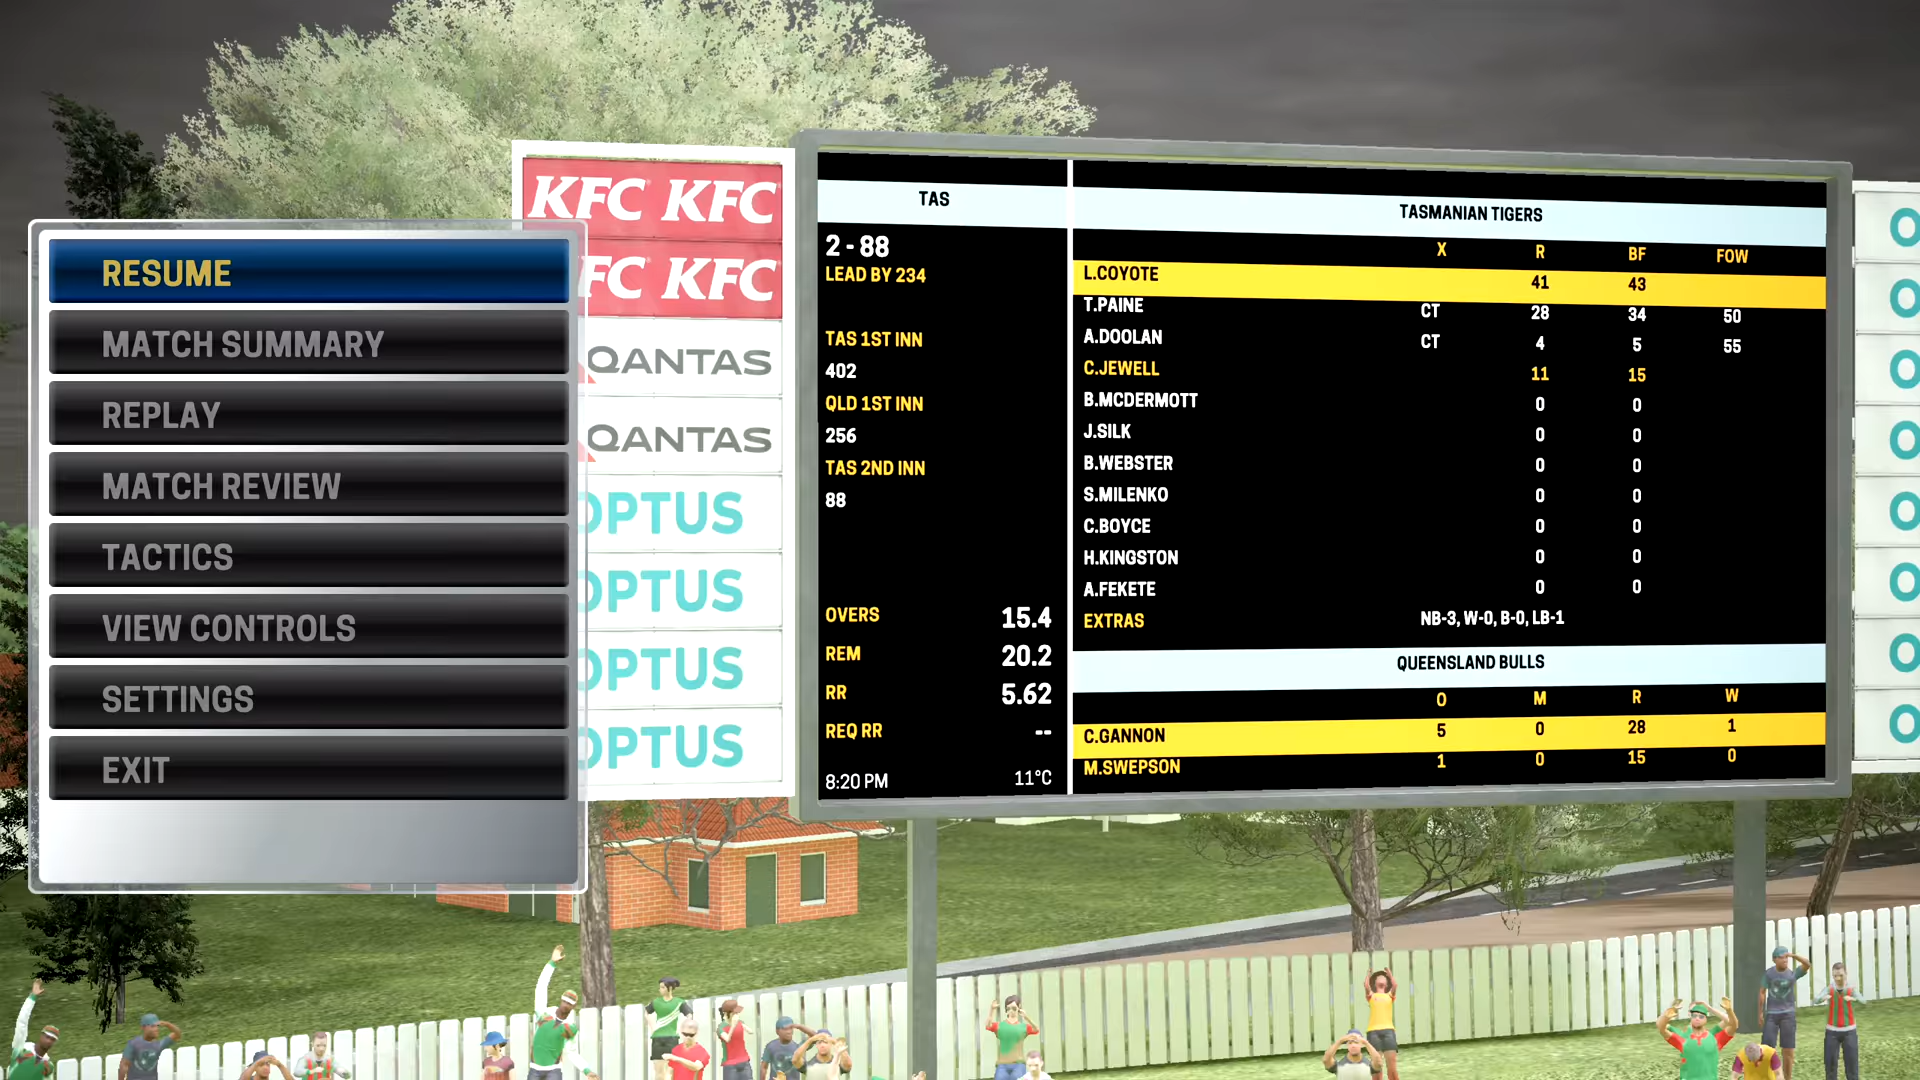 RESUME
MATCH SUMMARY
REPLAY
MATCH REVIEW
TACTICS
VIEW CONTROLS
SETTINGS
EXIT
KFC KFC
FC KFC
QANTAS
QANTAS
OPTUS
OPTUS
OPTUS
OPTUS
TAS
2 - 88
LEAD BY 234
TAS 1ST INN
402
QLD 1ST INN
256
TAS 2ND INN
88
OVERS 15.4
REM 20.2
RR 5.62
REQ RR --
8:20 PM 11°C
TASMANIAN TIGERS
X R BF FOW
L.COYOTE 41 43
T.PAINE CT 28 34 50
A.DOOLAN CT 4 5 55
C.JEWELL 11 15
B.MCDERMOTT 0 0
J.SILK 0 0
B.WEBSTER 0 0
S.MILENKO 0 0
C.BOYCE 0 0
H.KINGSTON 0 0
A.FEKETE 0 0
EXTRAS NB-3, W-0, B-0, LB-1
QUEENSLAND BULLS
O M R W
C.GANNON 5 0 28 1
M.SWEPSON 1 0 15 0
O
O
O
O
O
O
O
O